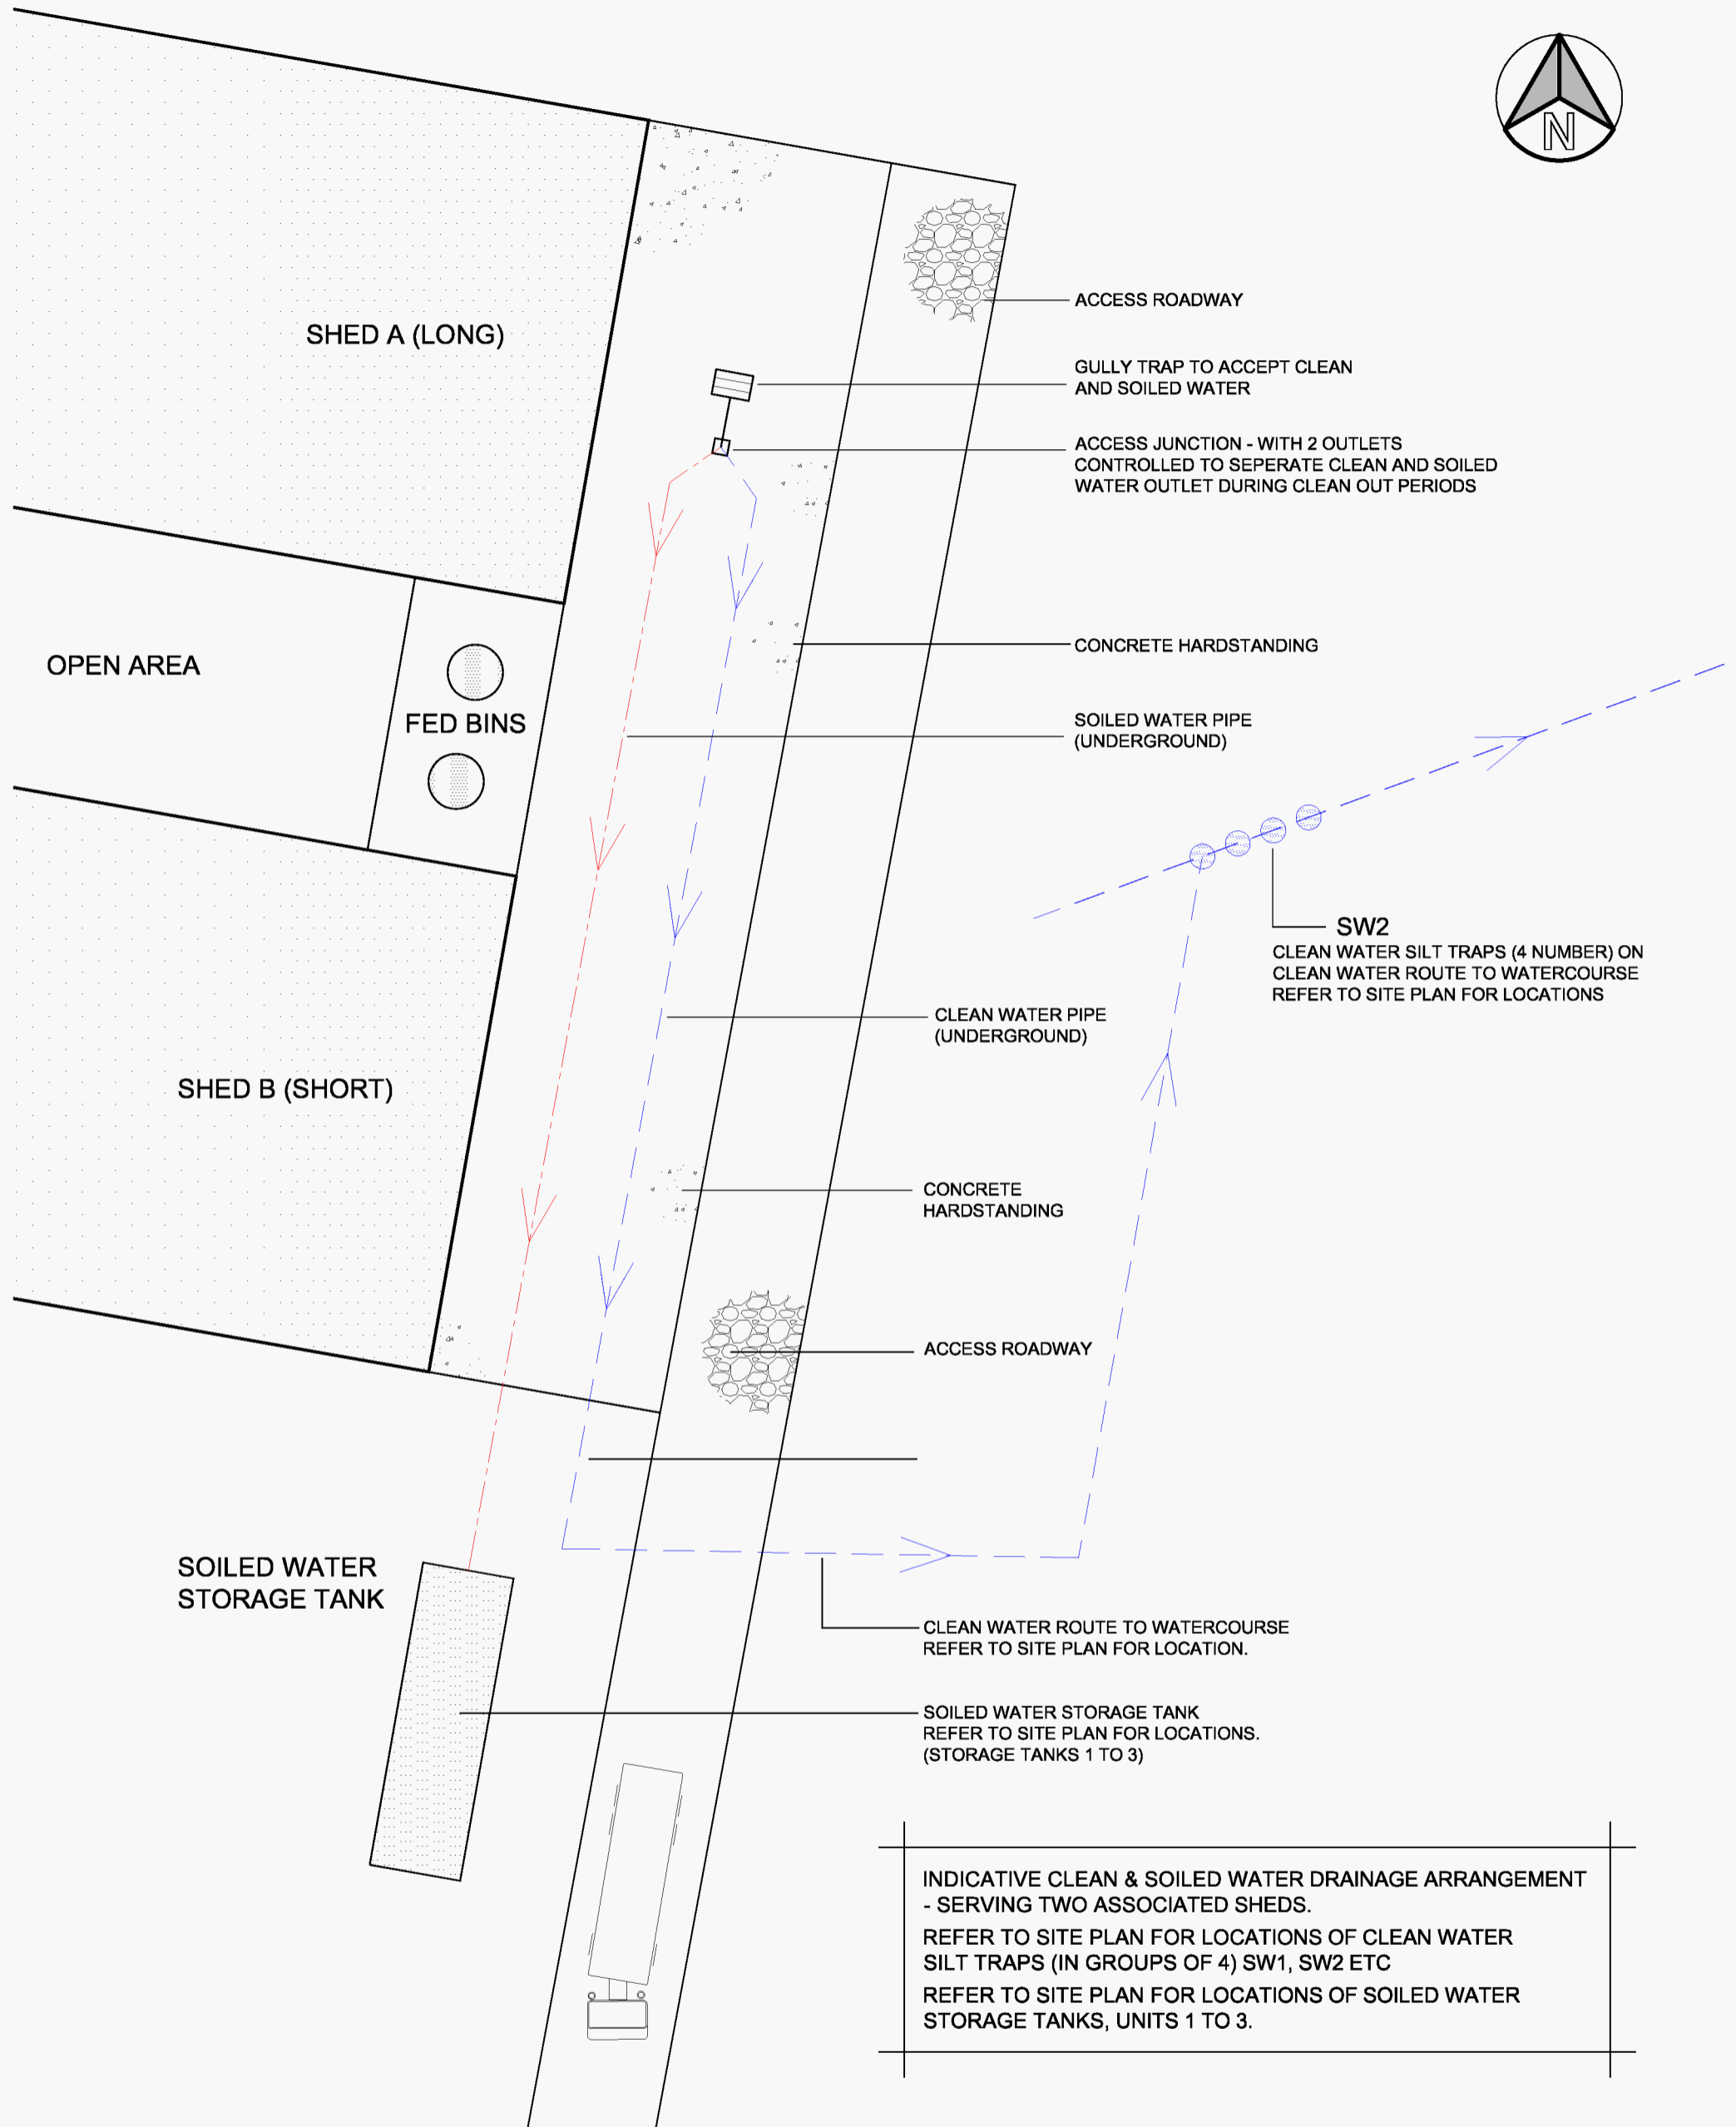 N
SHED A (LONG)
ACCESS ROADWAY
GULLY TRAP TO ACCEPT CLEAN
AND SOILED WATER
ACCESS JUNCTION - WITH 2 OUTLETS
CONTROLLED TO SEPERATE CLEAN AND SOILED
WATER OUTLET DURING CLEAN OUT PERIODS
OPEN AREA
FED BINS
CONCRETE HARDSTANDING
SOILED WATER PIPE
(UNDERGROUND)
SW2
CLEAN WATER SILT TRAPS (4 NUMBER) ON
CLEAN WATER ROUTE TO WATERCOURSE
REFER TO SITE PLAN FOR LOCATIONS
CLEAN WATER PIPE
(UNDERGROUND)
SHED B (SHORT)
CONCRETE
HARDSTANDING
ACCESS ROADWAY
SOILED WATER
STORAGE TANK
CLEAN WATER ROUTE TO WATERCOURSE
REFER TO SITE PLAN FOR LOCATION.
SOILED WATER STORAGE TANK
REFER TO SITE PLAN FOR LOCATIONS.
(STORAGE TANKS 1 TO 3)
INDICATIVE CLEAN & SOILED WATER DRAINAGE ARRANGEMENT
- SERVING TWO ASSOCIATED SHEDS.
REFER TO SITE PLAN FOR LOCATIONS OF CLEAN WATER
SILT TRAPS (IN GROUPS OF 4) SW1, SW2 ETC
REFER TO SITE PLAN FOR LOCATIONS OF SOILED WATER
STORAGE TANKS, UNITS 1 TO 3.